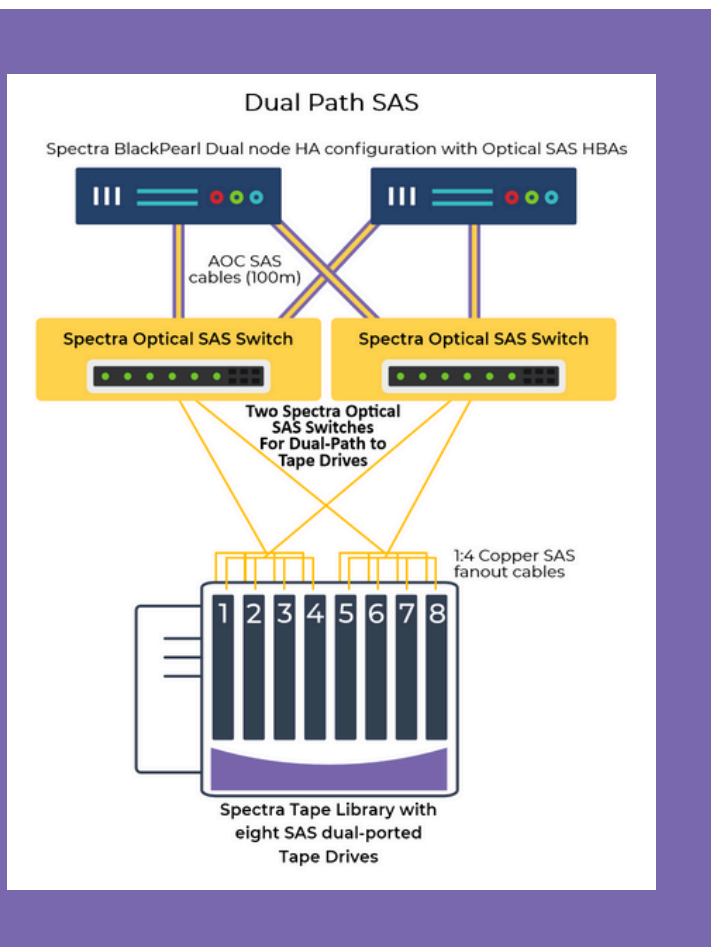 Dual Path SAS
Spectra BlackPearl Dual node HA configuration with Optical SAS HBAs
AOC SAS
cables (100m)
Spectra Optical SAS Switch
Spectra Optical SAS Switch
Two Spectra Optical
SAS Switches
For Dual-Path to
Tape Drives
1:4 Copper SAS
fanout cables
1 2 3 4 5 6 7 8
Spectra Tape Library with
eight SAS dual-ported
Tape Drives